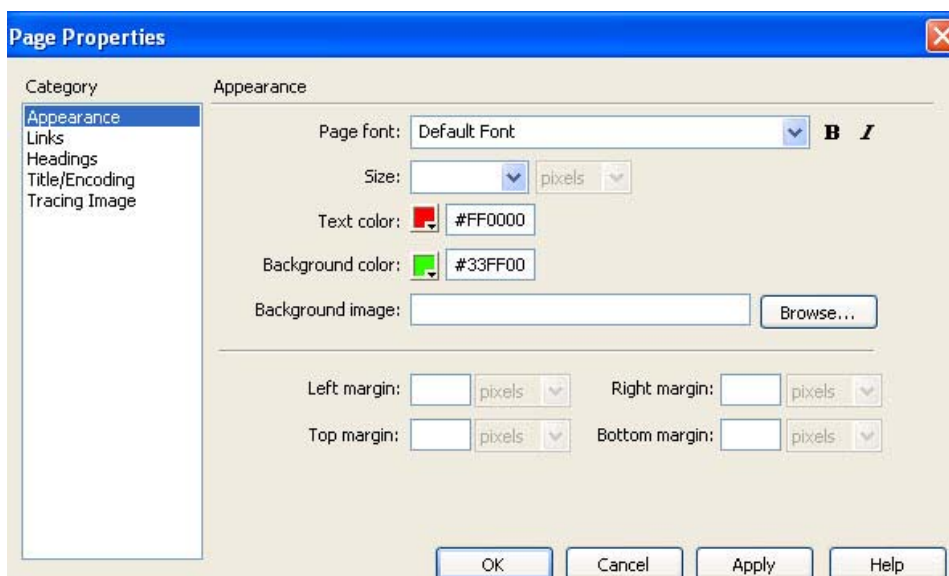 Page Properties
Category
Appearance
Links
Headings
Title/Encoding
Tracing Image
Appearance
Page font: Default Font B I
Size: pixels
Text color: #FF0000
Background color: #33FF00
Background image: Browse...
Left margin: pixels Right margin: pixels
Top margin: pixels Bottom margin: pixels
OK Cancel Apply Help